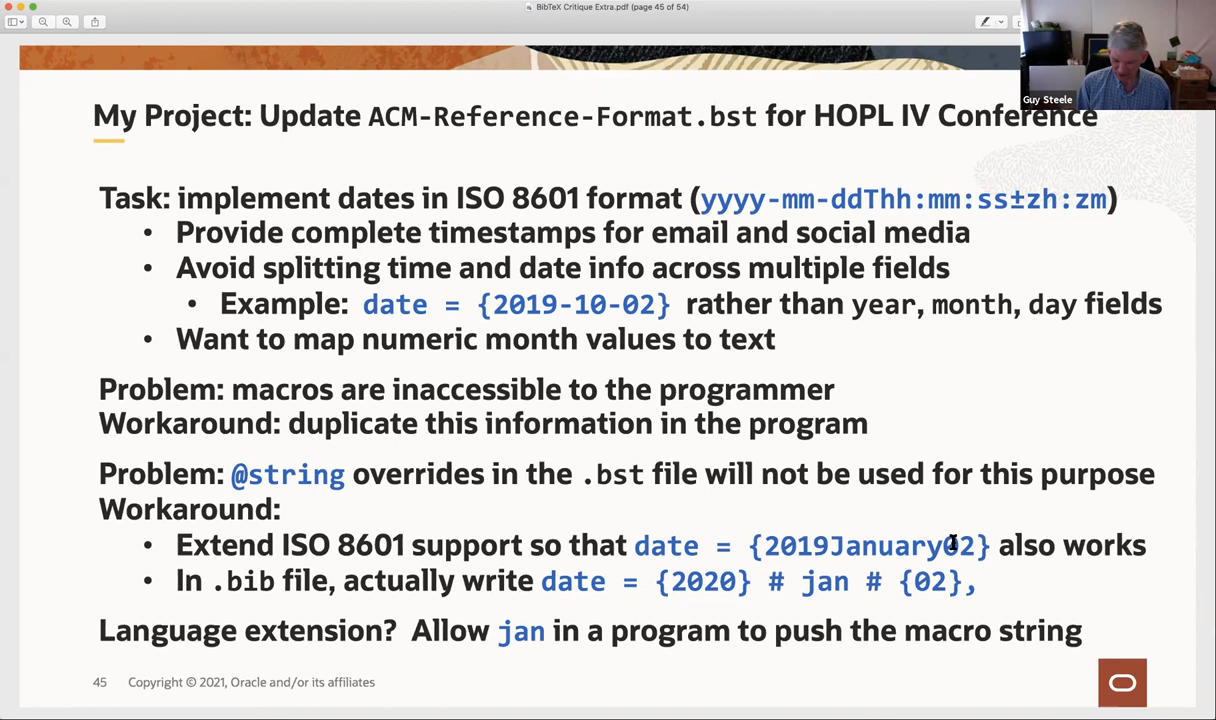 BibTeX Critique Extra.pdf (page 45 of 54)
Guy Steele
My Project: Update ACM-Reference-Format.bst for HOPL IV Conference
Task: implement dates in ISO 8601 format (yyyy-mm-ddThh:mm:ss±zh:zm)
• Provide complete timestamps for email and social media
• Avoid splitting time and date info across multiple fields
• Example: date = {2019-10-02} rather than year, month, day fields
• Want to map numeric month values to text
Problem: macros are inaccessible to the programmer
Workaround: duplicate this information in the program
Problem: @string overrides in the .bst file will not be used for this purpose
Workaround:
• Extend ISO 8601 support so that date = {2019January02} also works
• In .bib file, actually write date = {2020} # jan # {02},
Language extension? Allow jan in a program to push the macro string
45 Copyright © 2021, Oracle and/or its affiliates